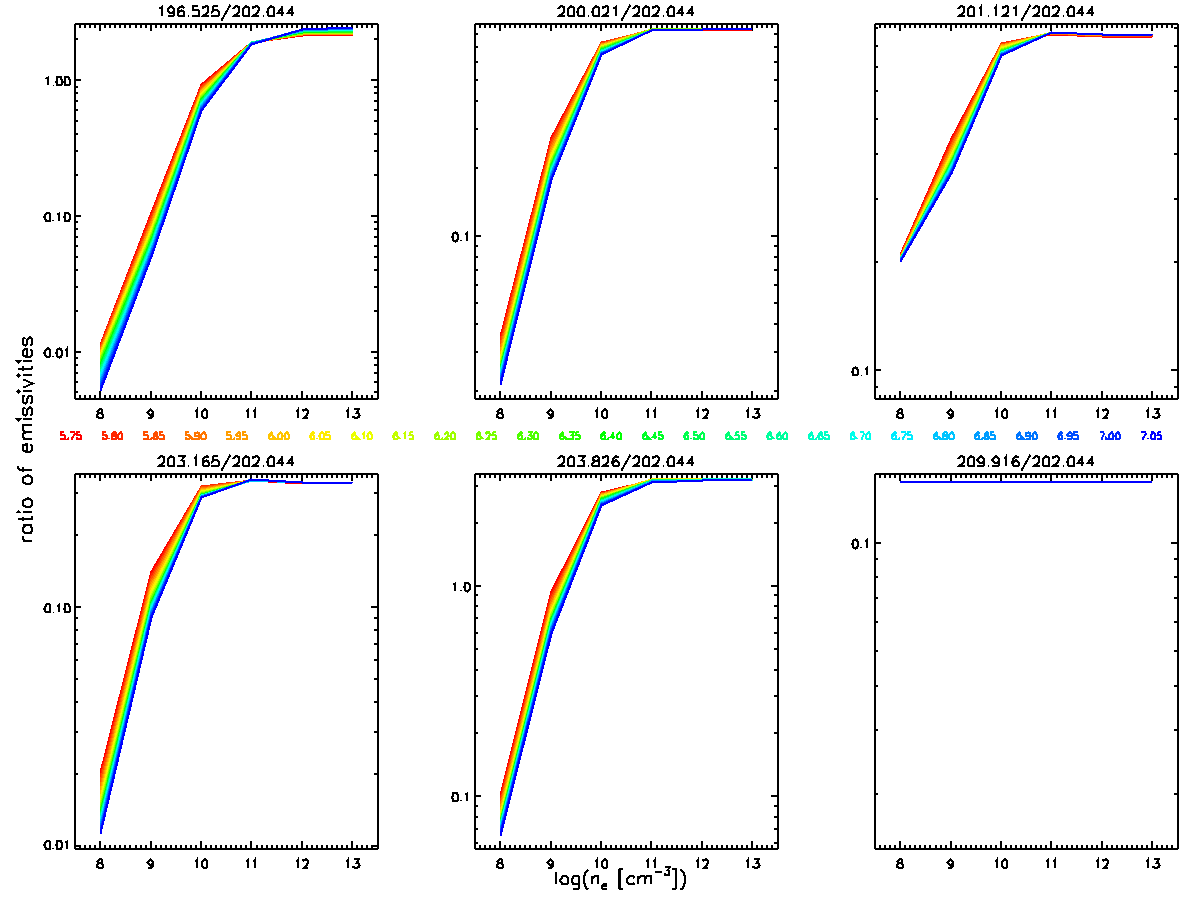 196.525/202.044 200.021/202.044 201.121/202.044
1.00
0.10
0.01
0.1
0.1
8 9 10 11 12 13 8 9 10 11 12 13 8 9 10 11 12 13
ratio of emissivities
5.75 5.80 5.85 5.90 5.95 6.00 6.05 6.10 6.15 6.20 6.25 6.30 6.35 6.40 6.45 6.50 6.55 6.60 6.65 6.70 6.75 6.80 6.85 6.90 6.95 7.00 7.05
203.165/202.044 203.826/202.044 209.916/202.044
0.10
0.01
1.0
0.1
0.1
8 9 10 11 12 13 8 9 10 11 12 13 8 9 10 11 12 13
log(nₑ [cm⁻³])